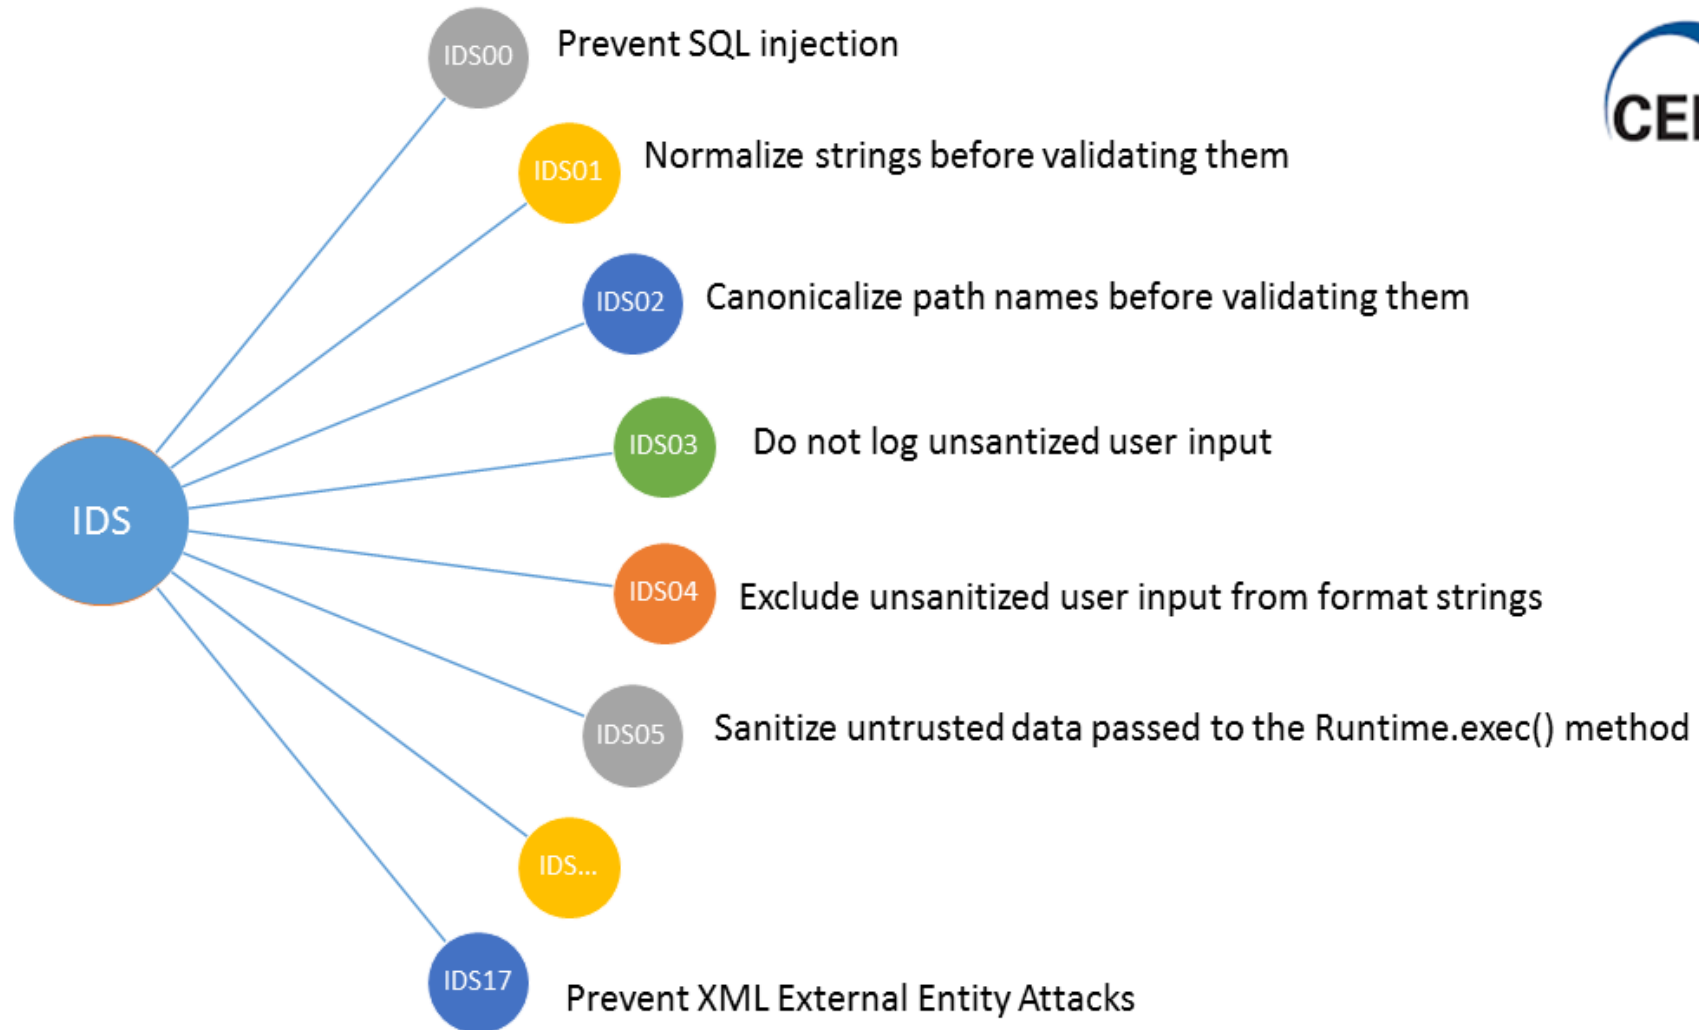 IDS00
Prevent SQL injection
IDS01
Normalize strings before validating them
IDS02
Canonicalize path names before validating them
IDS03
Do not log unsantized user input
IDS
IDS04
Exclude unsanitized user input from format strings
IDS05
Sanitize untrusted data passed to the Runtime.exec() method
IDS...
IDS17
Prevent XML External Entity Attacks